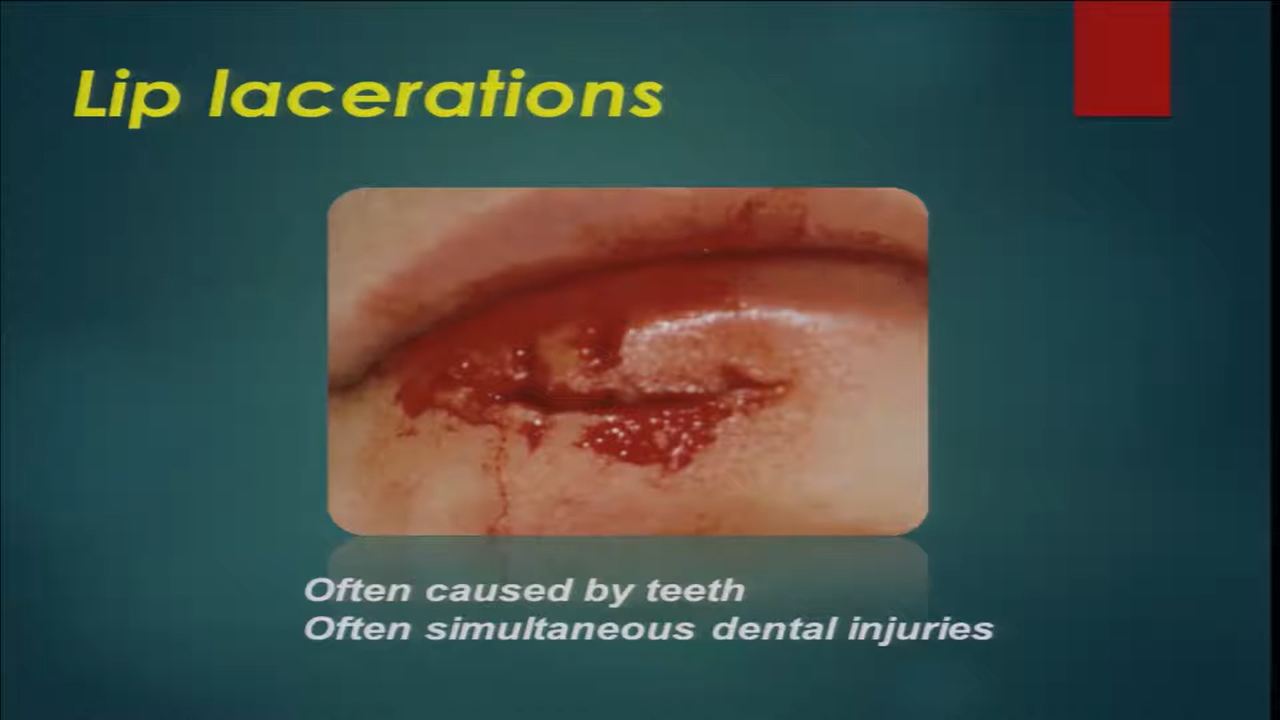 Lip lacerations
Often caused by teeth
Often simultaneous dental injuries